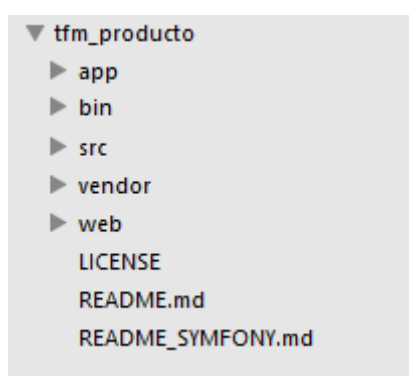 tfm_producto
app
bin
src
vendor
web
LICENSE
README.md
README_SYMFONY.md